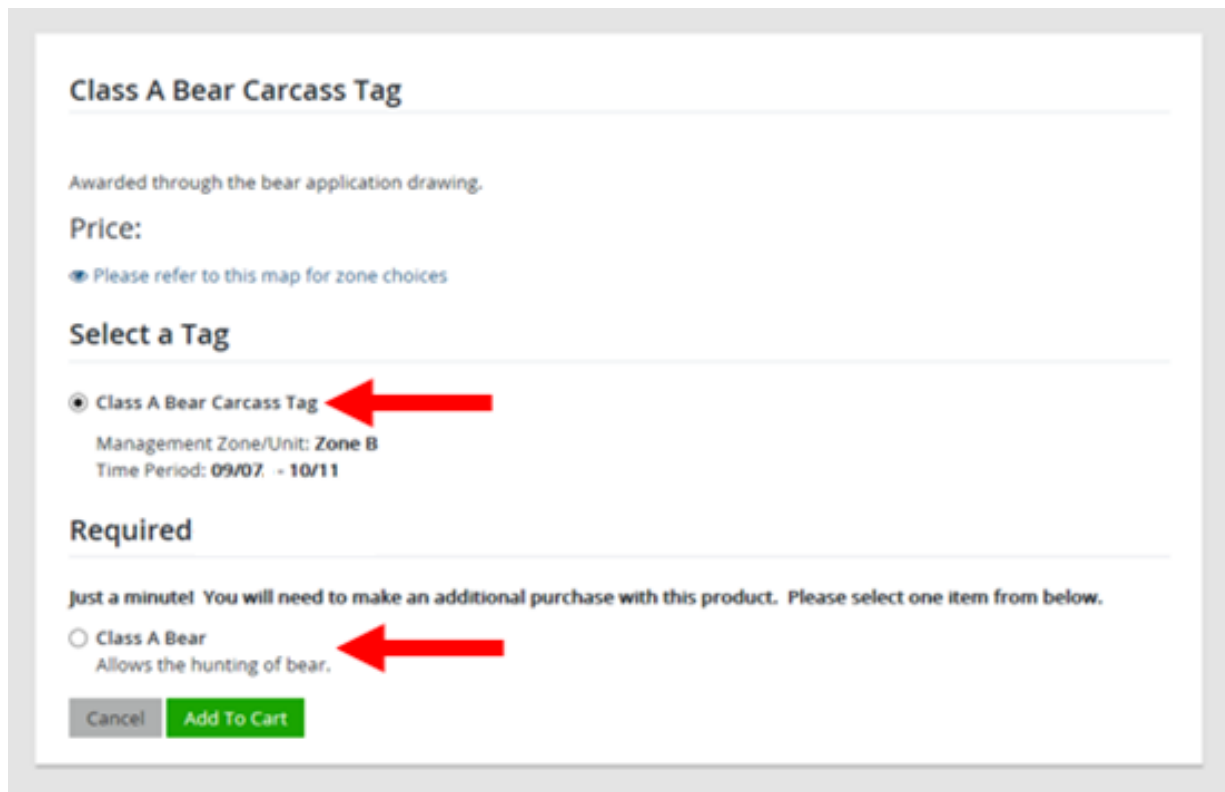 Class A Bear Carcass Tag
Awarded through the bear application drawing.
Price:
Please refer to this map for zone choices
Select a Tag
Class A Bear Carcass Tag
Management Zone/Unit: Zone B
Time Period: 09/07 - 10/11
Required
Just a minute! You will need to make an additional purchase with this product. Please select one item from below.
Class A Bear
Allows the hunting of bear.
Cancel Add To Cart